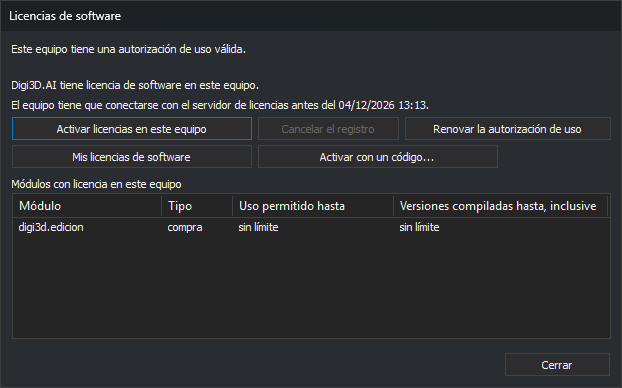 Licencias de software
Este equipo tiene una autorización de uso válida.
Digi3D.AI tiene licencia de software en este equipo.
El equipo tiene que conectarse con el servidor de licencias antes del 04/12/2026 13:13.
Activar licencias en este equipo
Cancelar el registro
Renovar la autorización de uso
Mis licencias de software
Activar con un código...
Módulos con licencia en este equipo
Módulo Tipo Uso permitido hasta Versiones compiladas hasta, inclusive
digi3d.edicion compra sin límite sin límite
Cerrar